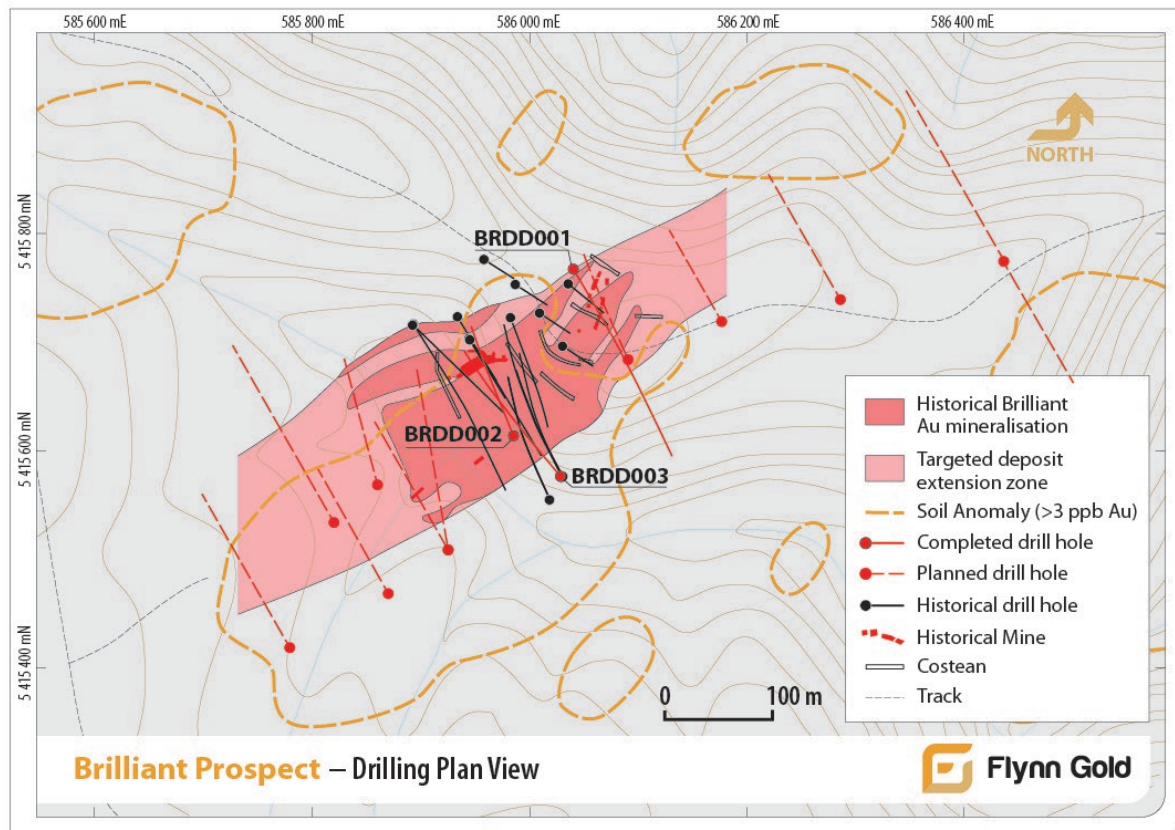 585 600 mE
585 800 mE
586 000 mE
586 200 mE
586 400 mE
NORTH
5 415 800 mN
BRDD001
BRDD002
BRDD003
5 415 600 mN
5 415 400 mN
Historical Brilliant
Au mineralisation
Targeted deposit
extension zone
Soil Anomaly (>3 ppb Au)
Completed drill hole
Planned drill hole
Historical drill hole
Historical Mine
Costean
Track
0 100 m
Brilliant Prospect – Drilling Plan View
Flynn Gold